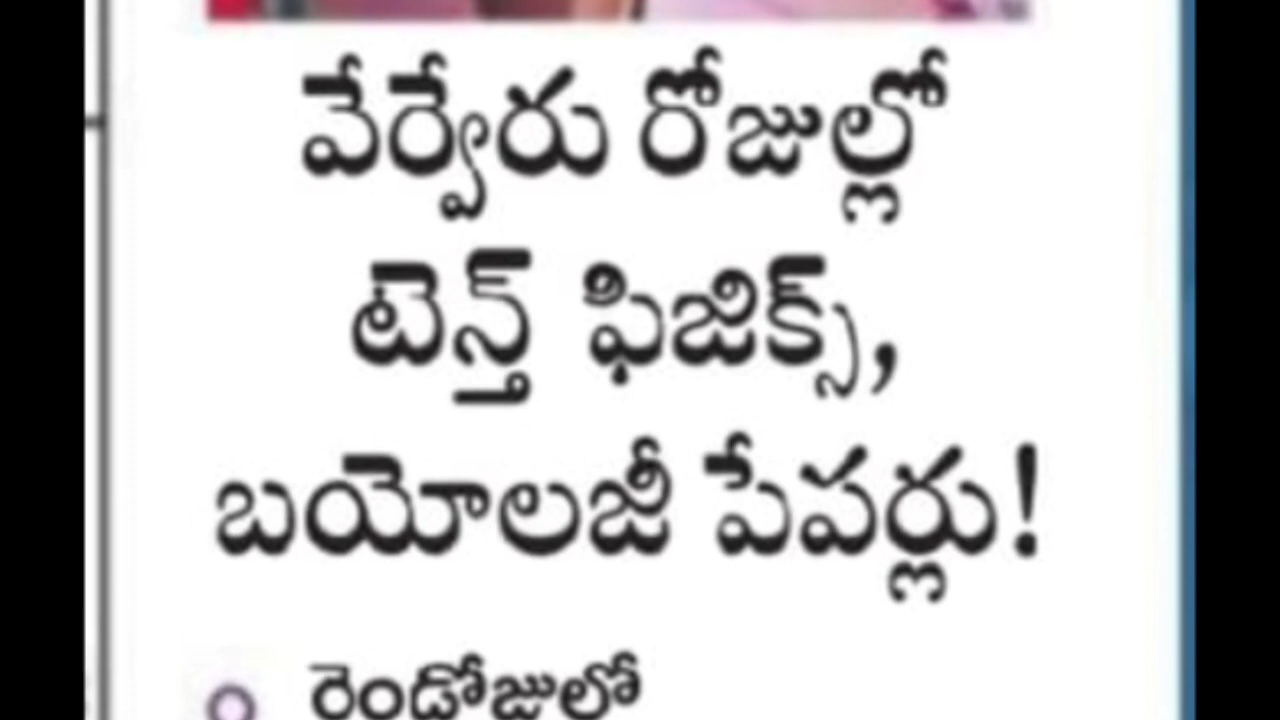 వేర్వేరు రోజుల్లో
టెన్త్ ఫిజిక్స్,
బయోలజీ పేపర్లు!
రెండ్రోజులో